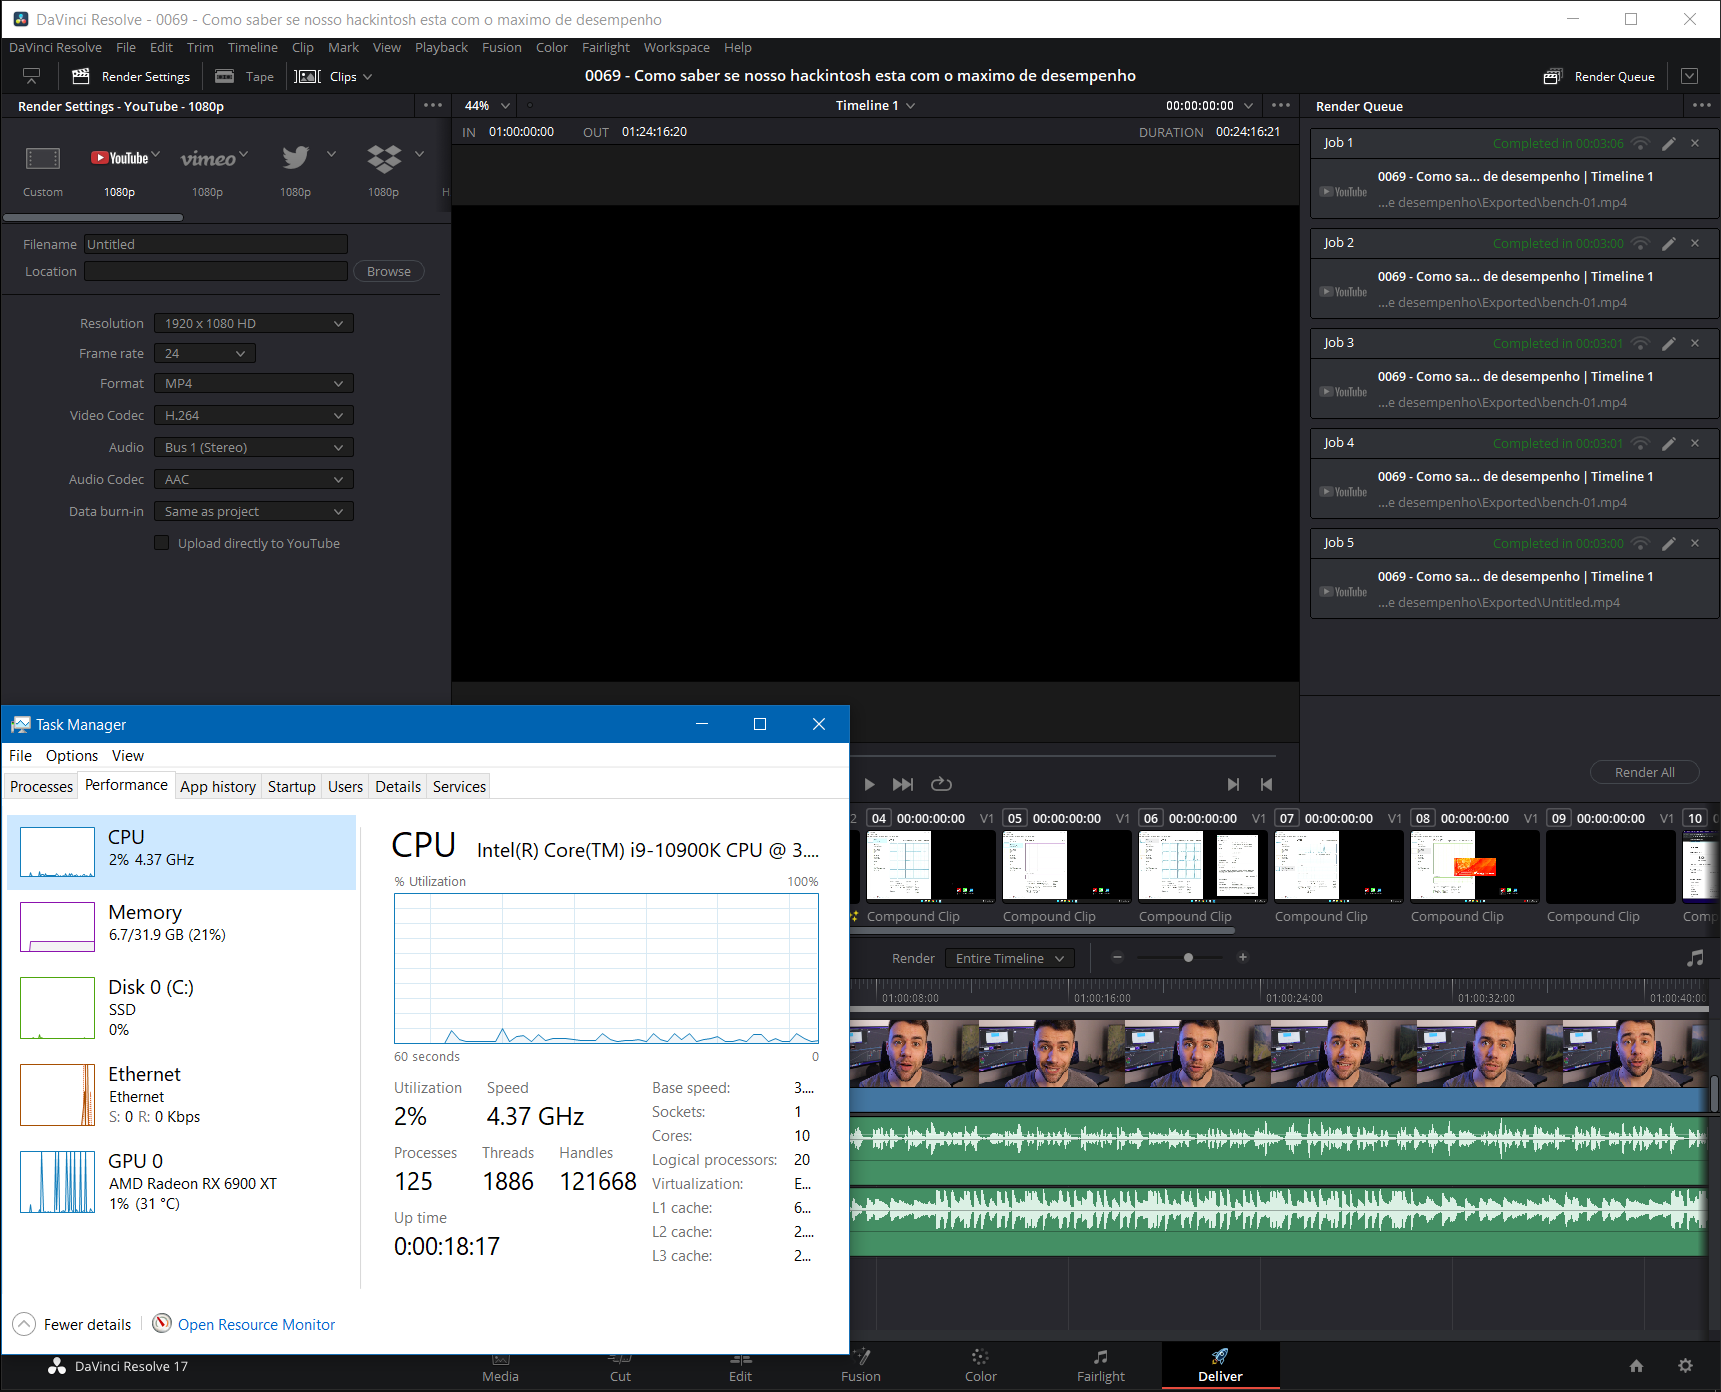 DaVinci Resolve - 0069 - Como saber se nosso hackintosh esta com o maximo de desempenho
DaVinci Resolve File Edit Trim Timeline Clip Mark View Playback Fusion Color Fairlight Workspace Help
Render Settings Tape Clips 0069 - Como saber se nosso hackintosh esta com o maximo de desempenho Render Queue
Render Settings - YouTube - 1080p
44% Timeline 1 00:00:00:00
IN 01:00:00:00 OUT 01:24:16:20 DURATION 00:24:16:21
YouTube vimeo
Custom 1080p 1080p 1080p 1080p H
Filename Untitled
Location Browse
Resolution 1920 x 1080 HD
Frame rate 24
Format MP4
Video Codec H.264
Audio Bus 1 (Stereo)
Audio Codec AAC
Data burn-in Same as project
Upload directly to YouTube
Render Queue
Job 1 Completed in 00:03:06
0069 - Como sa... de desempenho | Timeline 1
YouTube
...e desempenho\Exported\bench-01.mp4
Job 2 Completed in 00:03:00
0069 - Como sa... de desempenho | Timeline 1
YouTube
...e desempenho\Exported\bench-01.mp4
Job 3 Completed in 00:03:01
0069 - Como sa... de desempenho | Timeline 1
YouTube
...e desempenho\Exported\bench-01.mp4
Job 4 Completed in 00:03:01
0069 - Como sa... de desempenho | Timeline 1
YouTube
...e desempenho\Exported\bench-01.mp4
Job 5 Completed in 00:03:00
0069 - Como sa... de desempenho | Timeline 1
YouTube
...e desempenho\Exported\Untitled.mp4
Render All
Task Manager
File Options View
Processes Performance App history Startup Users Details Services
CPU
2% 4.37 GHz
Memory
6.7/31.9 GB (21%)
Disk 0 (C:)
SSD
0%
Ethernet
Ethernet
S: 0 R: 0 Kbps
GPU 0
AMD Radeon RX 6900 XT
1% (31 °C)
CPU Intel(R) Core(TM) i9-10900K CPU @ 3....
% Utilization 100%
60 seconds 0
Utilization Speed
2% 4.37 GHz
Processes Threads Handles
125 1886 121668
Up time
0:00:18:17
Base speed: 3....
Sockets: 1
Cores: 10
Logical processors: 20
Virtualization: E...
L1 cache: 6...
L2 cache: 2....
L3 cache: 2...
Fewer details Open Resource Monitor
2 04 00:00:00:00 V1 05 00:00:00:00 V1 06 00:00:00:00 V1 07 00:00:00:00 V1 08 00:00:00:00 V1 09 00:00:00:00 V1 10 0
Compound Clip Compound Clip Compound Clip Compound Clip Compound Clip Compound Clip Comp
Render Entire Timeline
01:00:08:00 01:00:16:00 01:00:24:00 01:00:32:00 01:00:40:00
DaVinci Resolve 17 Media Cut Edit Fusion Color Fairlight Deliver